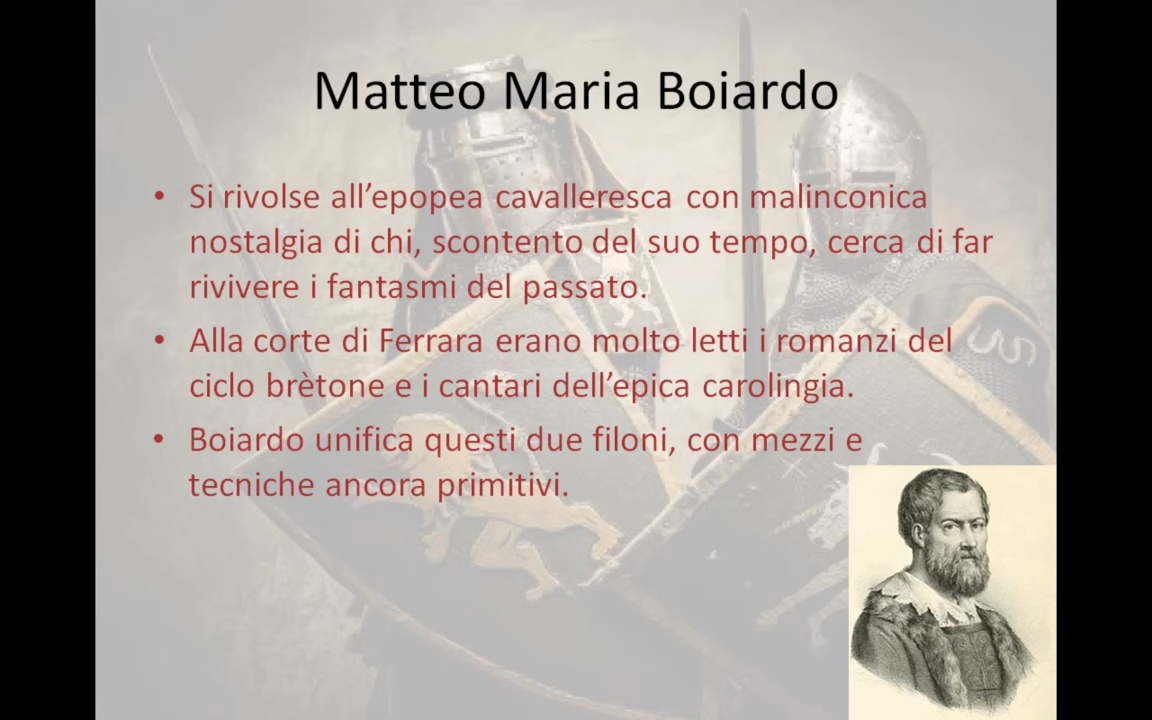 Matteo Maria Boiardo
• Si rivolse all’epopea cavalleresca con malinconica
nostalgia di chi, scontento del suo tempo, cerca di far
rivivere i fantasmi del passato.
• Alla corte di Ferrara erano molto letti i romanzi del
ciclo brètone e i cantari dell’epica carolingia.
• Boiardo unifica questi due filoni, con mezzi e
tecniche ancora primitivi.